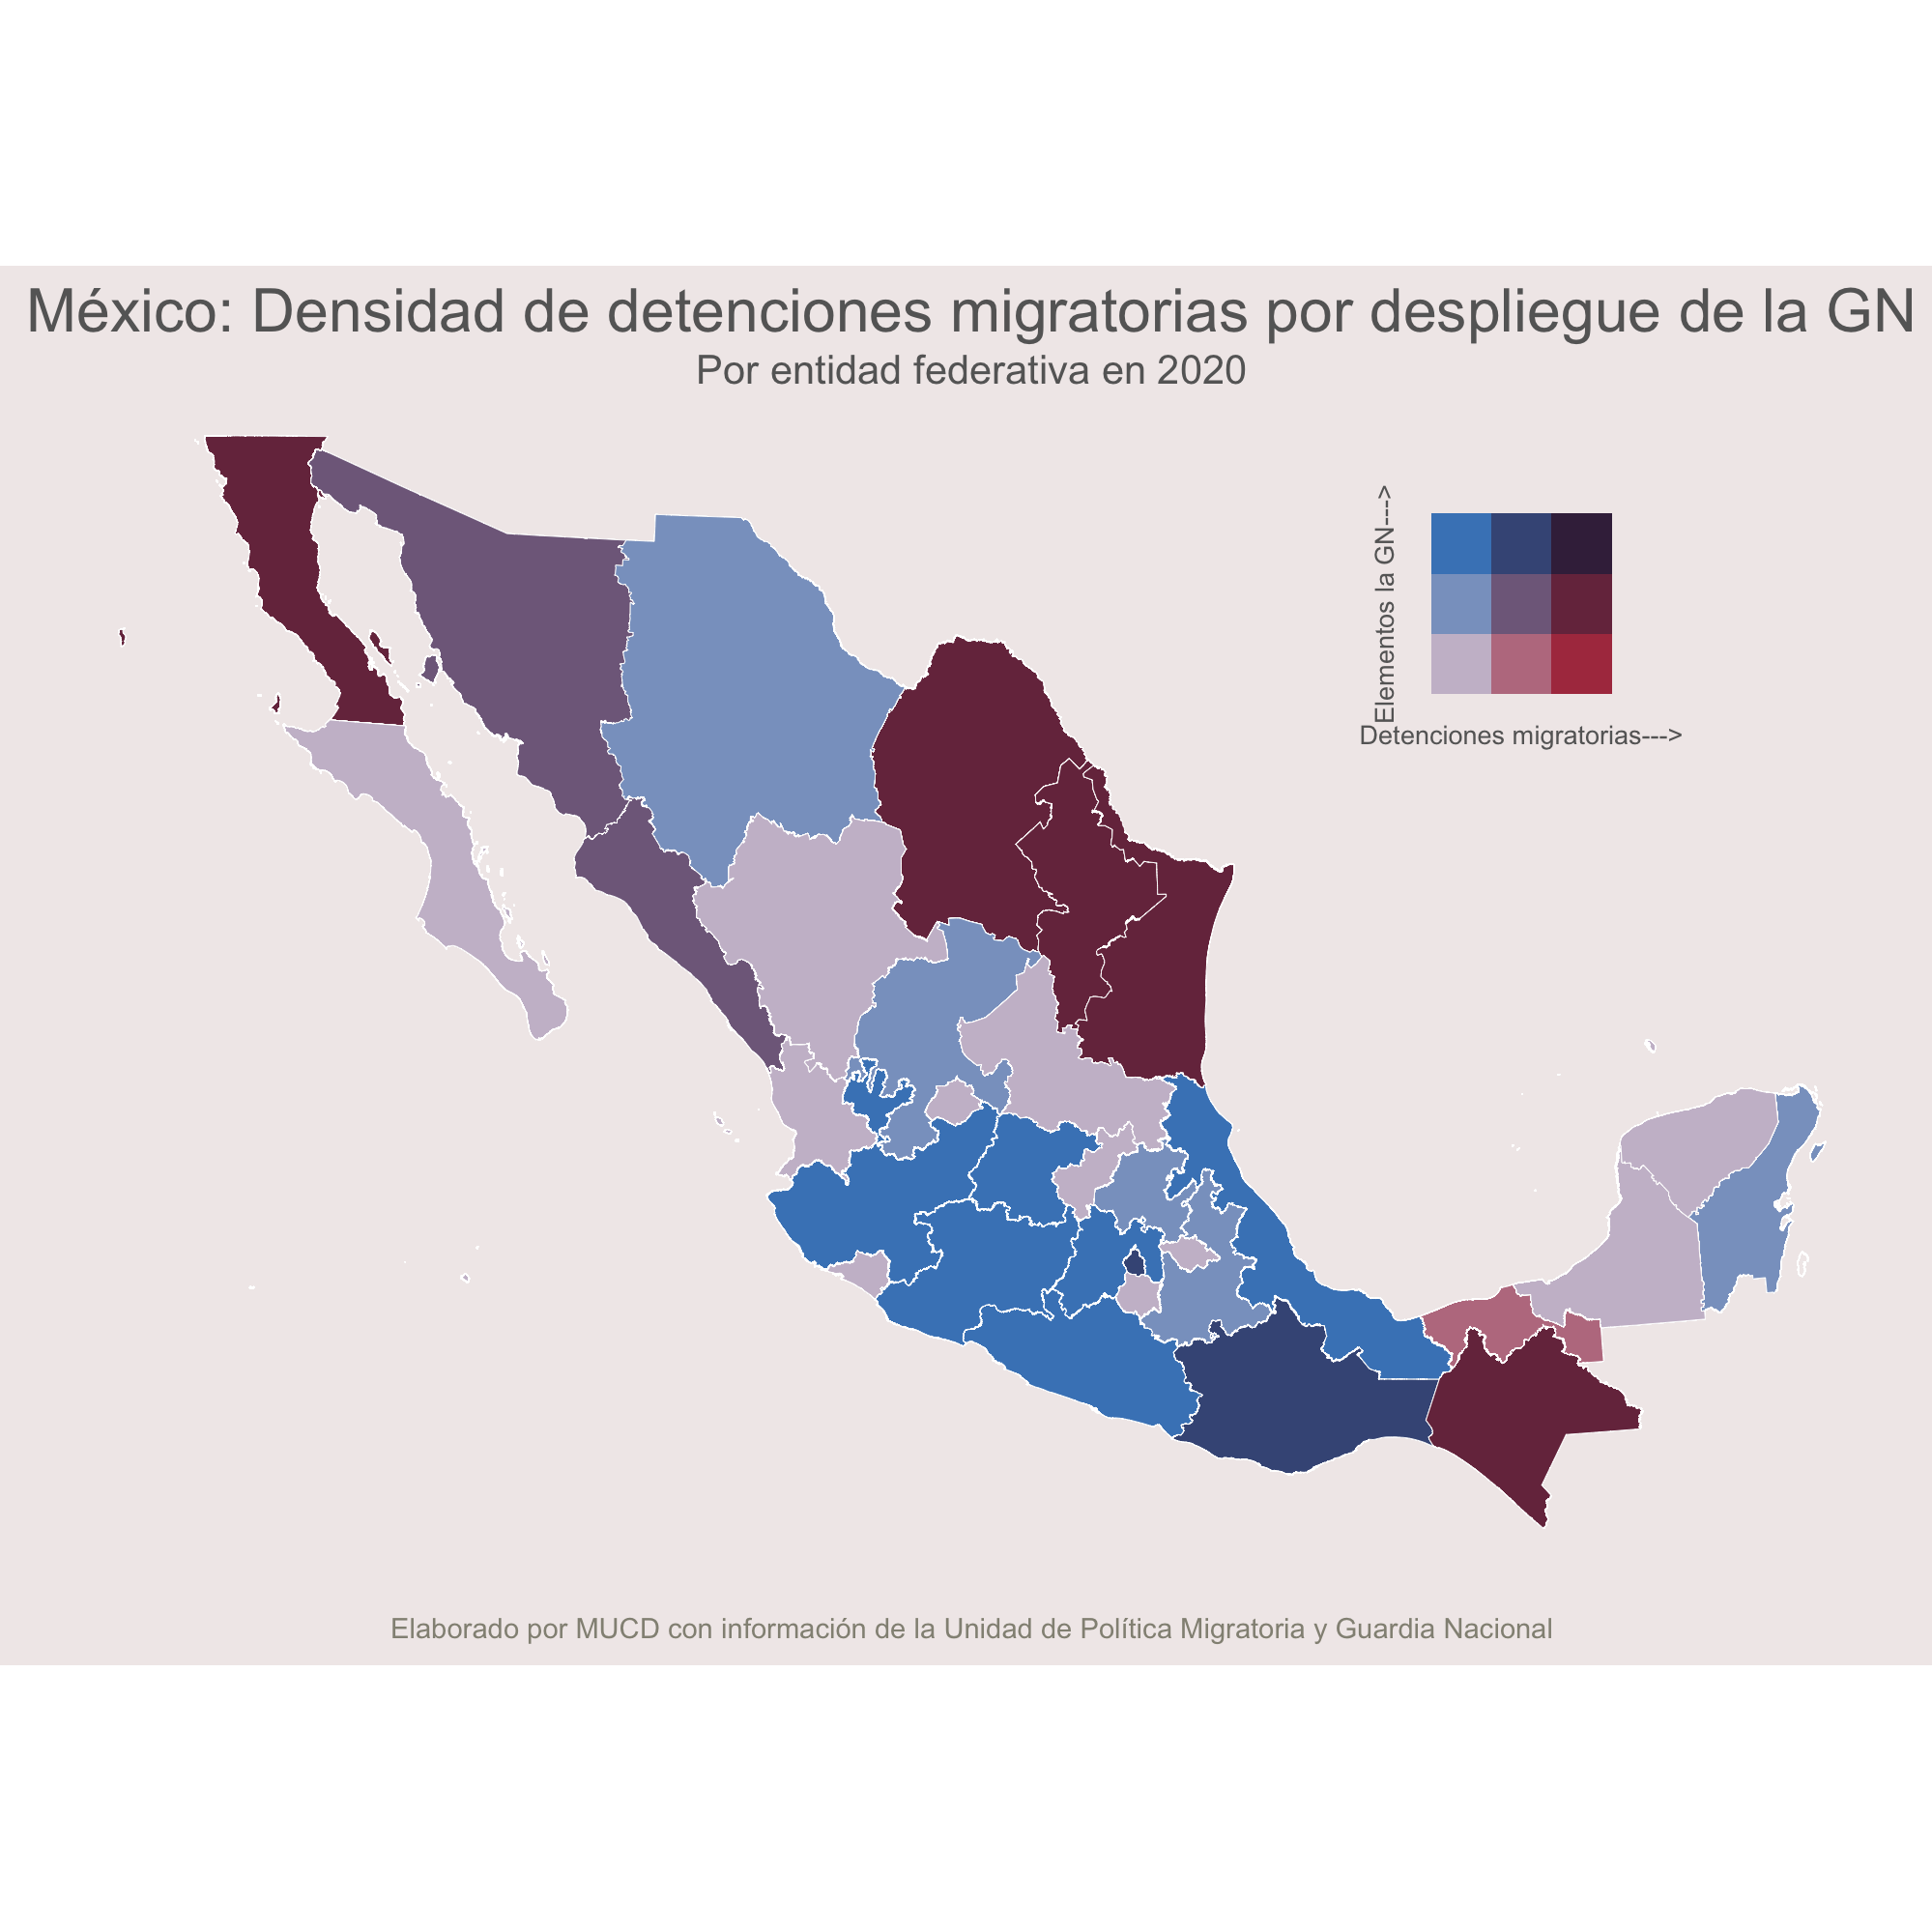 México: Densidad de detenciones migratorias por despliegue de la GN
Por entidad federativa en 2020
Elementos la GN--->
Detenciones migratorias--->
Elaborado por MUCD con información de la Unidad de Política Migratoria y Guardia Nacional